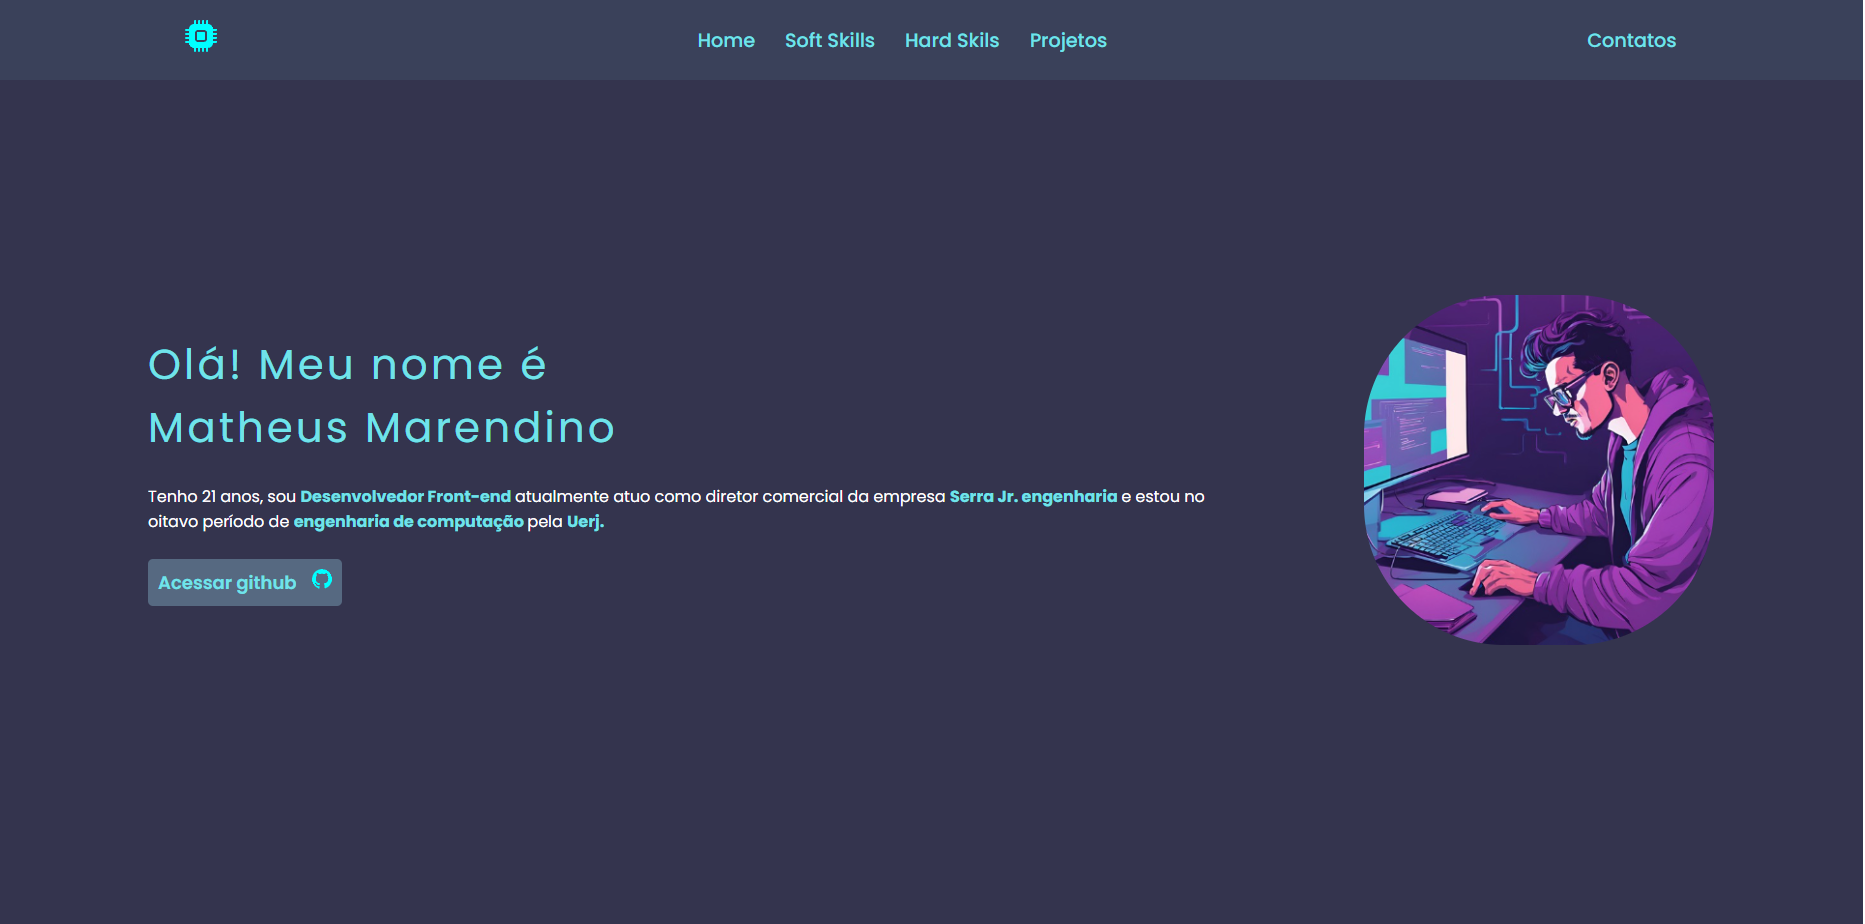 Home Soft Skills Hard Skils Projetos Contatos
Olá! Meu nome é
Matheus Marendino
Tenho 21 anos, sou Desenvolvedor Front-end atualmente atuo como diretor comercial da empresa Serra Jr. engenharia e estou no
oitavo período de engenharia de computação pela Uerj.
Acessar github